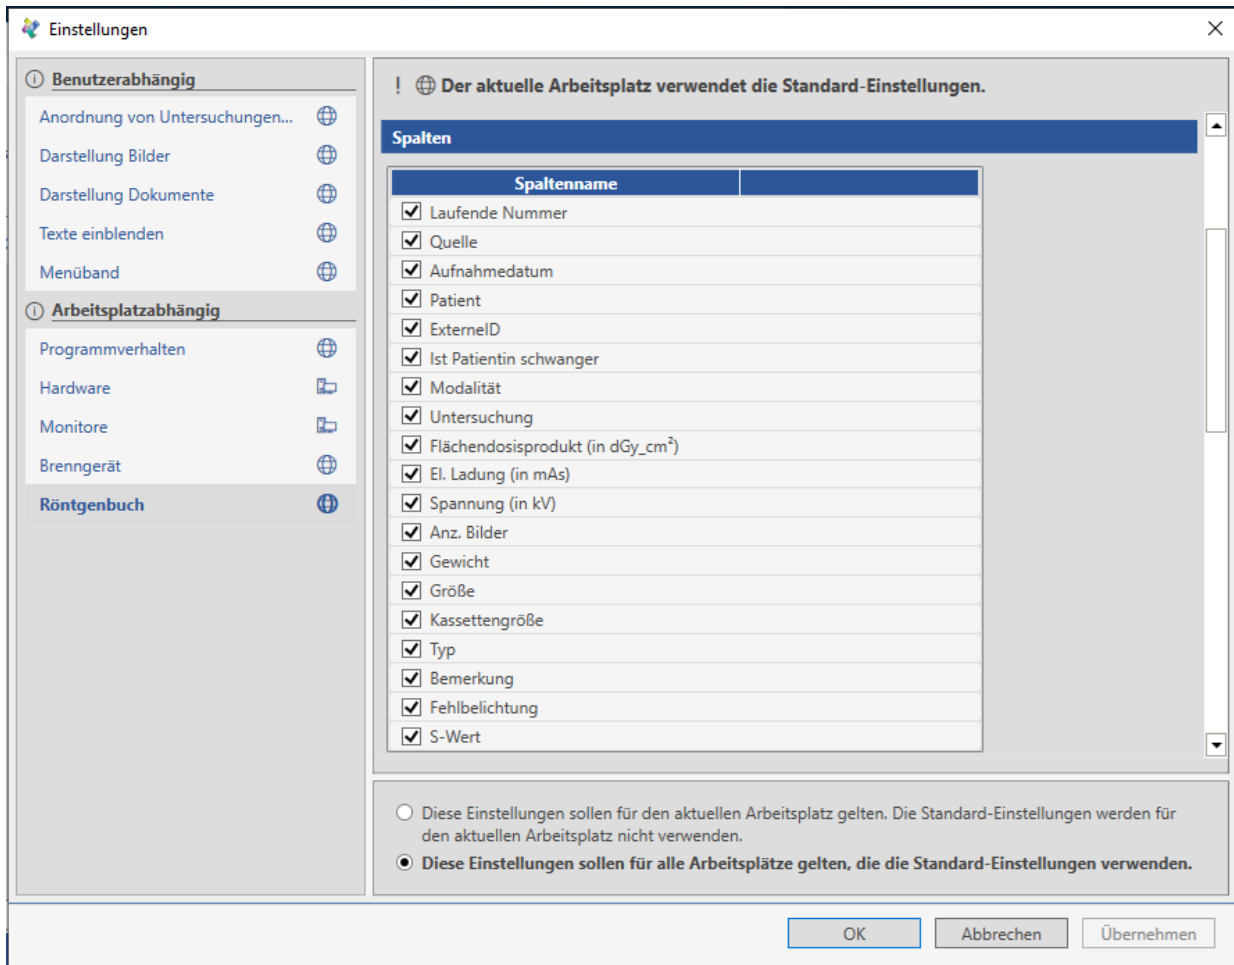 Einstellungen
Benutzerabhängig
Anordnung von Untersuchungen...
Darstellung Bilder
Darstellung Dokumente
Texte einblenden
Menüband
Arbeitsplatzabhängig
Programmverhalten
Hardware
Monitore
Brenngerät
Röntgenbuch
! Der aktuelle Arbeitsplatz verwendet die Standard-Einstellungen.
Spalten
Spaltenname
Laufende Nummer
Quelle
Aufnahmedatum
Patient
ExterneID
Ist Patientin schwanger
Modalität
Untersuchung
Flächendosisprodukt (in dGy_cm²)
El. Ladung (in mAs)
Spannung (in kV)
Anz. Bilder
Gewicht
Größe
Kassettengröße
Typ
Bemerkung
Fehlbelichtung
S-Wert
Diese Einstellungen sollen für den aktuellen Arbeitsplatz gelten. Die Standard-Einstellungen werden für
den aktuellen Arbeitsplatz nicht verwenden.
Diese Einstellungen sollen für alle Arbeitsplätze gelten, die die Standard-Einstellungen verwenden.
OK
Abbrechen
Übernehmen